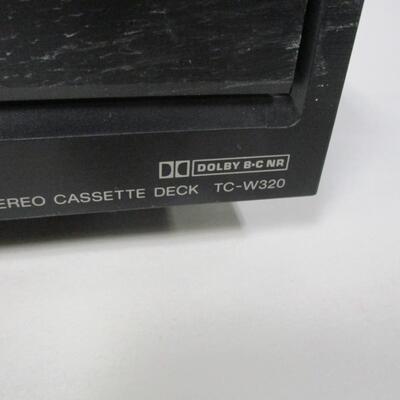 DOLBY B·C NR
EREO CASSETTE DECK TC-W320